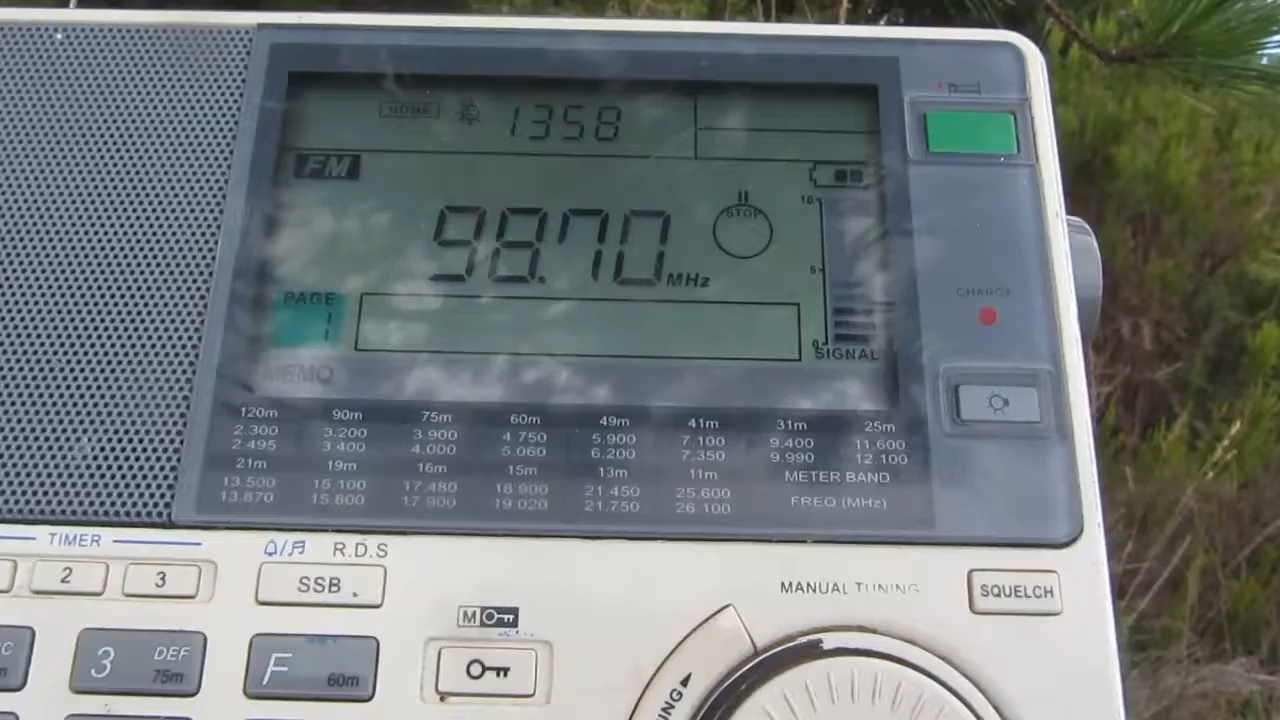 HOME 1358
FM
10
STOP
98.70 MHz
5
PAGE
1
0
SIGNAL
MEMO
CHARGE
120m 90m 75m 60m 49m 41m 31m 25m
2.300 3.200 3.900 4.750 5.900 7.100 9.400 11.600
2.495 3.400 4.000 5.060 6.200 7.350 9.990 12.100
21m 19m 16m 15m 13m 11m METER BAND
13.500 15.100 17.480 18.900 21.450 25.600 FREQ (MHz)
13.870 15.800 17.900 19.020 21.750 26.100
TIMER
R.D.S
2 3 SSB
MANUAL TUNING SQUELCH
M
3 DEF
75m
F
60m